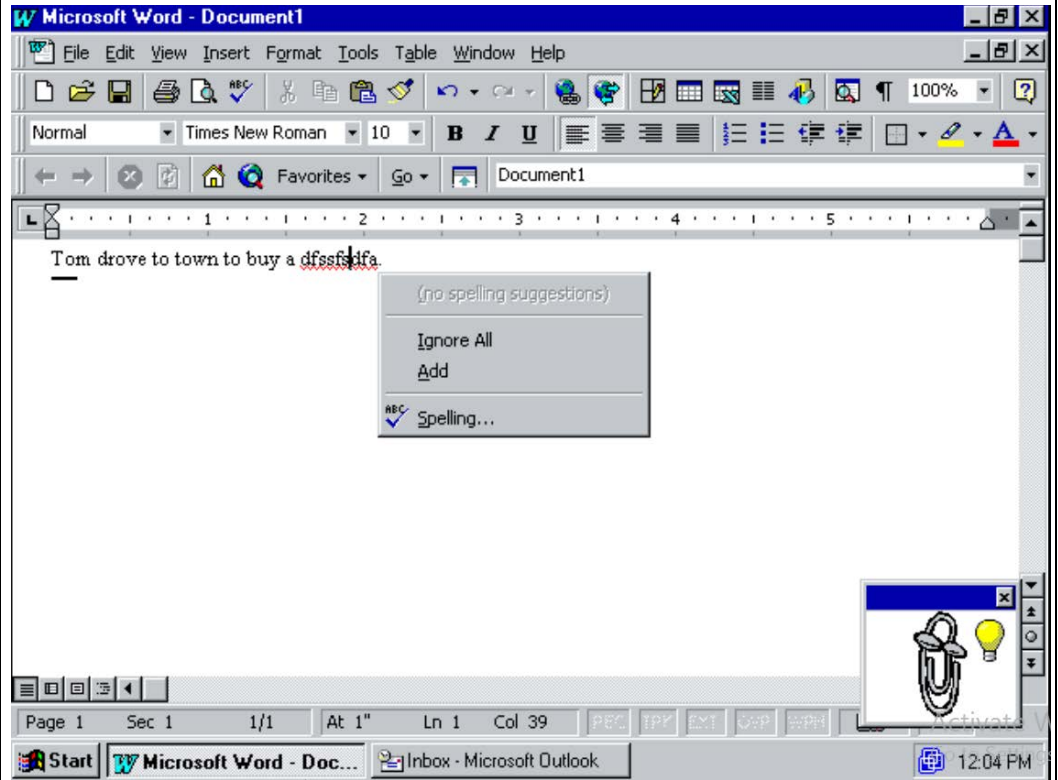 Microsoft Word - Document1
File Edit View Insert Format Tools Table Window Help
ABC 100%
Normal Times New Roman 10 B I U A
Favorites Go Document1
1 2 3 4 5
Tom drove to town to buy a dfssfsdfa.
(no spelling suggestions)
Ignore All
Add
ABC Spelling...
Page 1 Sec 1 1/1 At 1" Ln 1 Col 39 REC TRK EXT OVR WPH
Activate
Start Microsoft Word - Doc... Inbox - Microsoft Outlook 12:04 PM